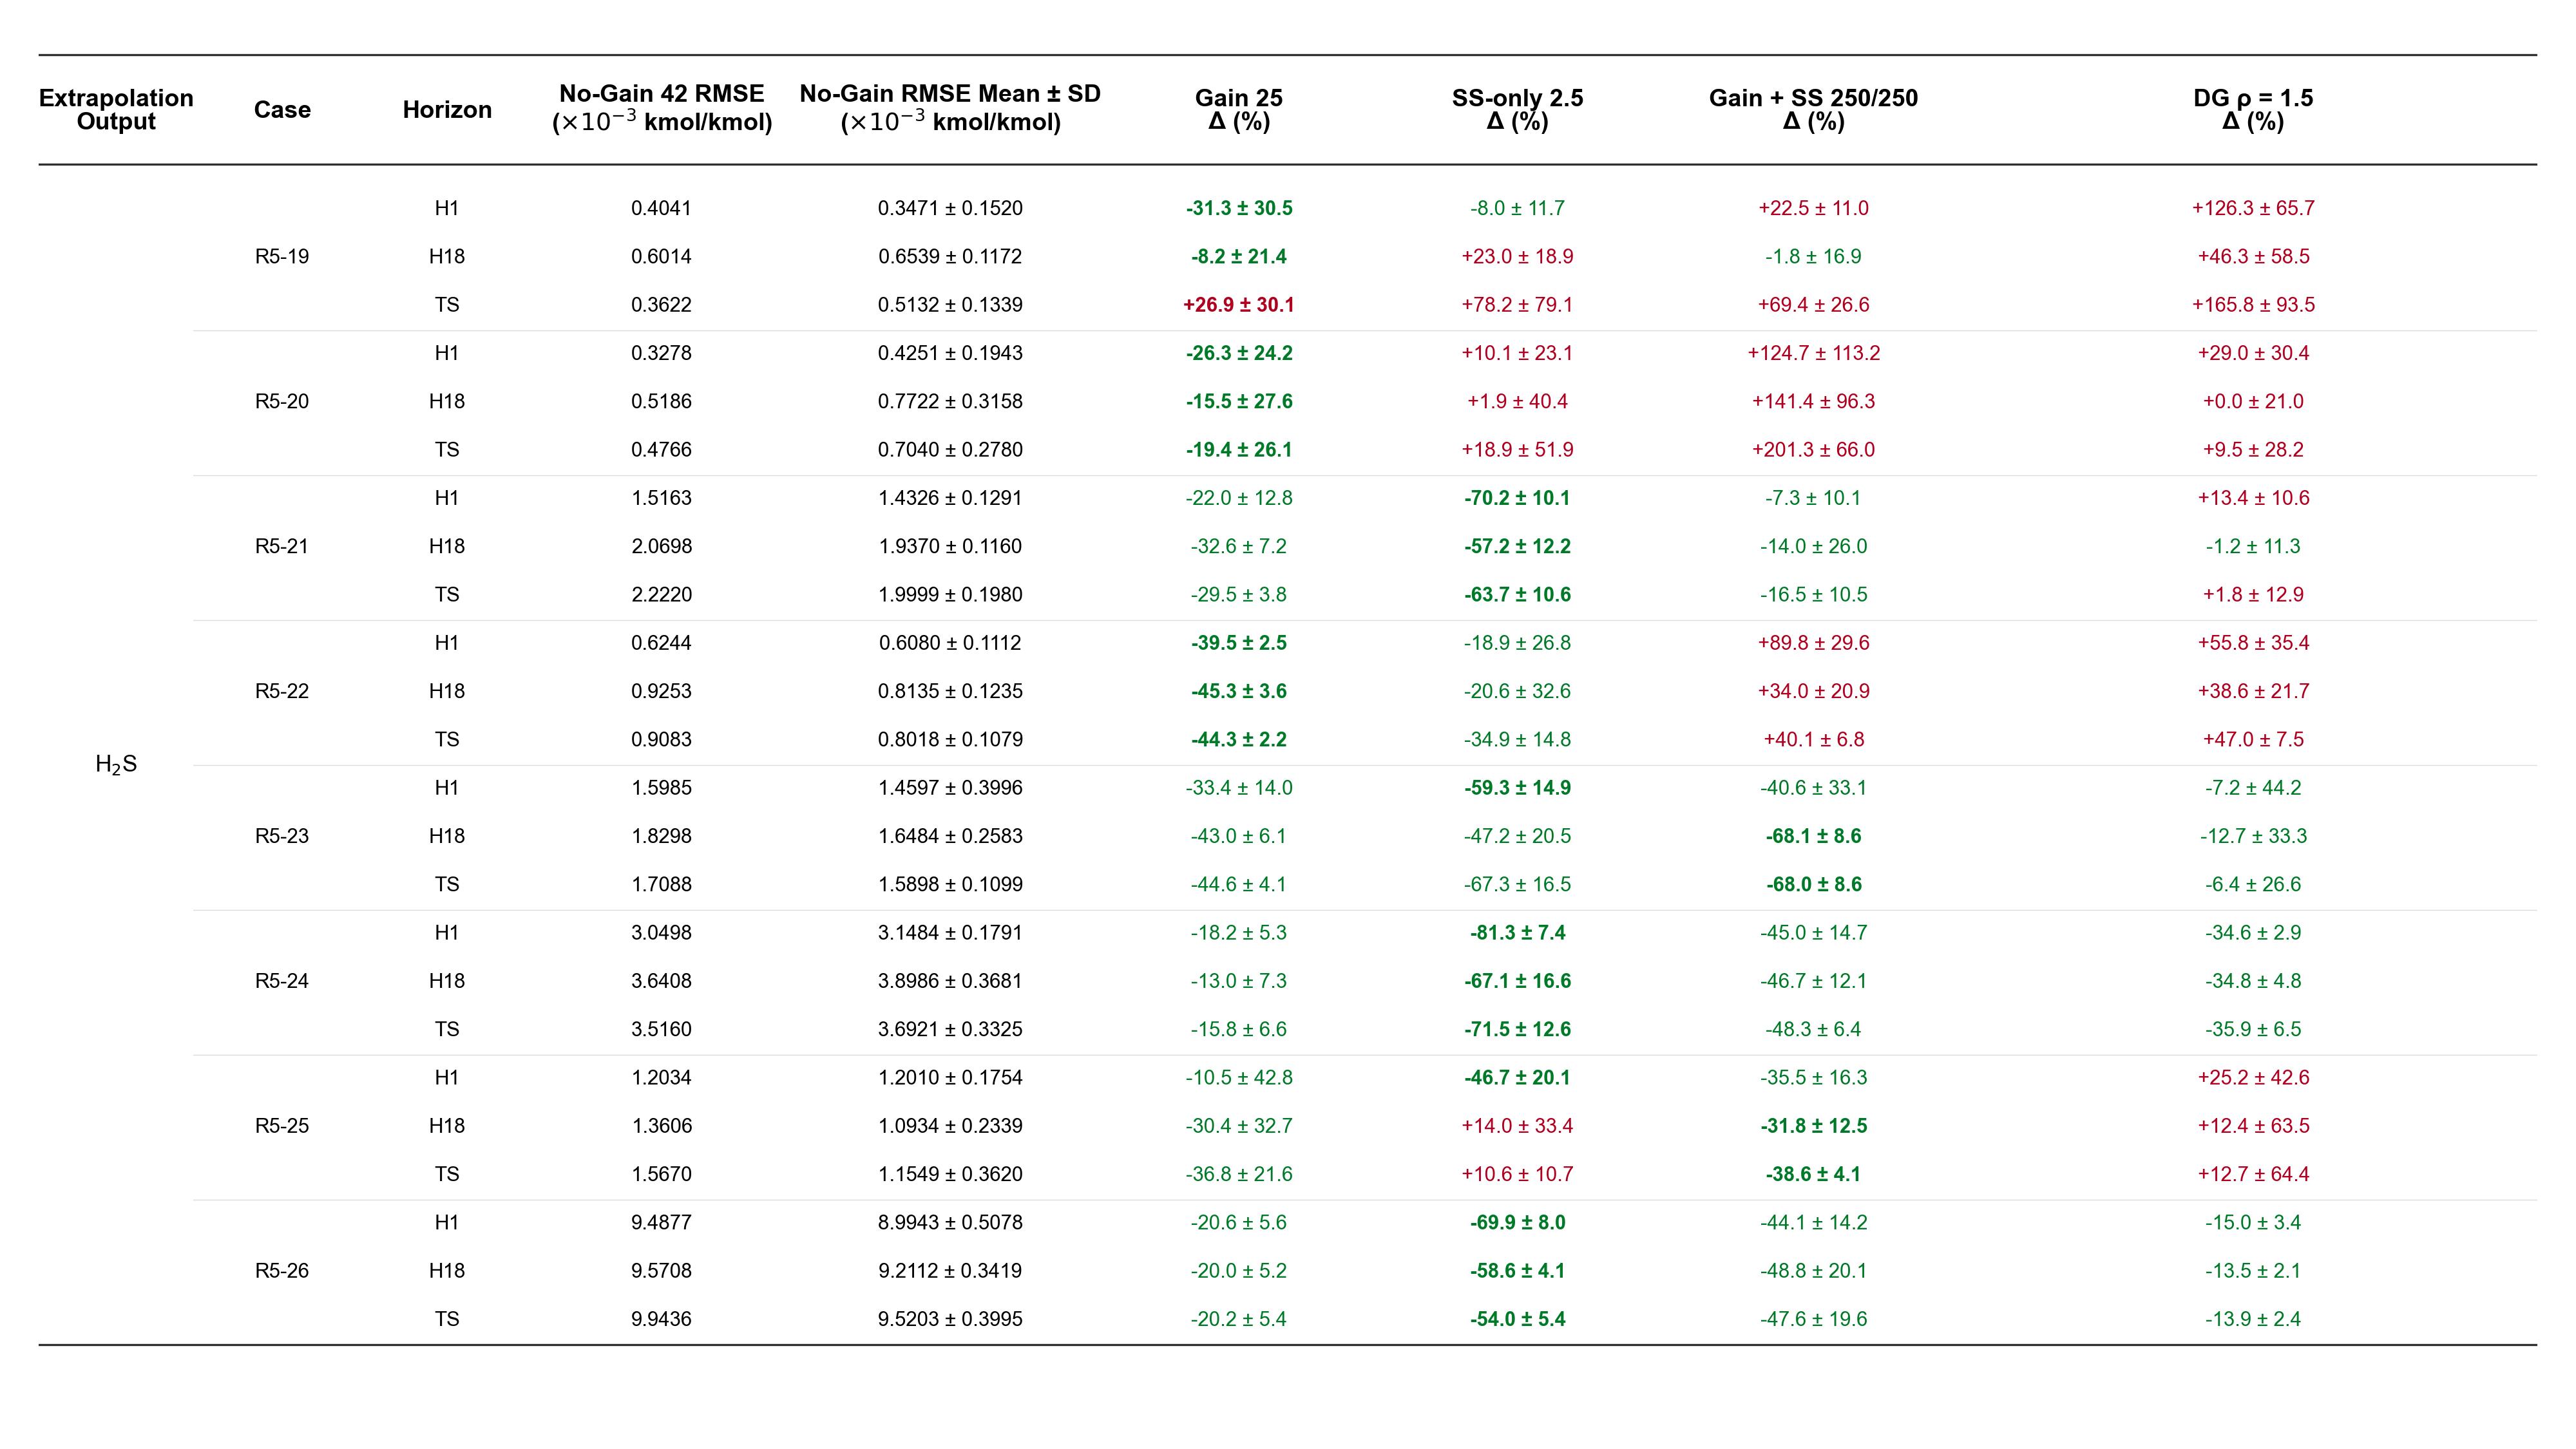 Extrapolation Output Case Horizon No-Gain 42 RMSE (×10⁻³ kmol/kmol) No-Gain RMSE Mean ± SD (×10⁻³ kmol/kmol) Gain 25 Δ (%) SS-only 2.5 Δ (%) Gain + SS 250/250 Δ (%) DG ρ = 1.5 Δ (%)
H1 0.4041 0.3471 ± 0.1520 -31.3 ± 30.5 -8.0 ± 11.7 +22.5 ± 11.0 +126.3 ± 65.7
R5-19 H18 0.6014 0.6539 ± 0.1172 -8.2 ± 21.4 +23.0 ± 18.9 -1.8 ± 16.9 +46.3 ± 58.5
TS 0.3622 0.5132 ± 0.1339 +26.9 ± 30.1 +78.2 ± 79.1 +69.4 ± 26.6 +165.8 ± 93.5
H1 0.3278 0.4251 ± 0.1943 -26.3 ± 24.2 +10.1 ± 23.1 +124.7 ± 113.2 +29.0 ± 30.4
R5-20 H18 0.5186 0.7722 ± 0.3158 -15.5 ± 27.6 +1.9 ± 40.4 +141.4 ± 96.3 +0.0 ± 21.0
TS 0.4766 0.7040 ± 0.2780 -19.4 ± 26.1 +18.9 ± 51.9 +201.3 ± 66.0 +9.5 ± 28.2
H1 1.5163 1.4326 ± 0.1291 -22.0 ± 12.8 -70.2 ± 10.1 -7.3 ± 10.1 +13.4 ± 10.6
R5-21 H18 2.0698 1.9370 ± 0.1160 -32.6 ± 7.2 -57.2 ± 12.2 -14.0 ± 26.0 -1.2 ± 11.3
TS 2.2220 1.9999 ± 0.1980 -29.5 ± 3.8 -63.7 ± 10.6 -16.5 ± 10.5 +1.8 ± 12.9
H1 0.6244 0.6080 ± 0.1112 -39.5 ± 2.5 -18.9 ± 26.8 +89.8 ± 29.6 +55.8 ± 35.4
R5-22 H18 0.9253 0.8135 ± 0.1235 -45.3 ± 3.6 -20.6 ± 32.6 +34.0 ± 20.9 +38.6 ± 21.7
TS 0.9083 0.8018 ± 0.1079 -44.3 ± 2.2 -34.9 ± 14.8 +40.1 ± 6.8 +47.0 ± 7.5
H₂S
H1 1.5985 1.4597 ± 0.3996 -33.4 ± 14.0 -59.3 ± 14.9 -40.6 ± 33.1 -7.2 ± 44.2
R5-23 H18 1.8298 1.6484 ± 0.2583 -43.0 ± 6.1 -47.2 ± 20.5 -68.1 ± 8.6 -12.7 ± 33.3
TS 1.7088 1.5898 ± 0.1099 -44.6 ± 4.1 -67.3 ± 16.5 -68.0 ± 8.6 -6.4 ± 26.6
H1 3.0498 3.1484 ± 0.1791 -18.2 ± 5.3 -81.3 ± 7.4 -45.0 ± 14.7 -34.6 ± 2.9
R5-24 H18 3.6408 3.8986 ± 0.3681 -13.0 ± 7.3 -67.1 ± 16.6 -46.7 ± 12.1 -34.8 ± 4.8
TS 3.5160 3.6921 ± 0.3325 -15.8 ± 6.6 -71.5 ± 12.6 -48.3 ± 6.4 -35.9 ± 6.5
H1 1.2034 1.2010 ± 0.1754 -10.5 ± 42.8 -46.7 ± 20.1 -35.5 ± 16.3 +25.2 ± 42.6
R5-25 H18 1.3606 1.0934 ± 0.2339 -30.4 ± 32.7 +14.0 ± 33.4 -31.8 ± 12.5 +12.4 ± 63.5
TS 1.5670 1.1549 ± 0.3620 -36.8 ± 21.6 +10.6 ± 10.7 -38.6 ± 4.1 +12.7 ± 64.4
H1 9.4877 8.9943 ± 0.5078 -20.6 ± 5.6 -69.9 ± 8.0 -44.1 ± 14.2 -15.0 ± 3.4
R5-26 H18 9.5708 9.2112 ± 0.3419 -20.0 ± 5.2 -58.6 ± 4.1 -48.8 ± 20.1 -13.5 ± 2.1
TS 9.9436 9.5203 ± 0.3995 -20.2 ± 5.4 -54.0 ± 5.4 -47.6 ± 19.6 -13.9 ± 2.4